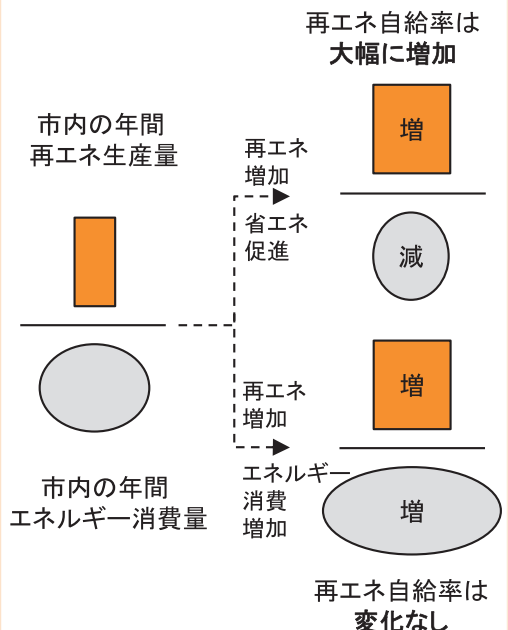 再エネ自給率は
大幅に増加
増
減
市内の年間
再エネ生産量
市内の年間
エネルギー消費量
再エネ
増加
省エネ
促進
再エネ
増加
エネルギー
消費
増加
増
増
再エネ自給率は
変化なし